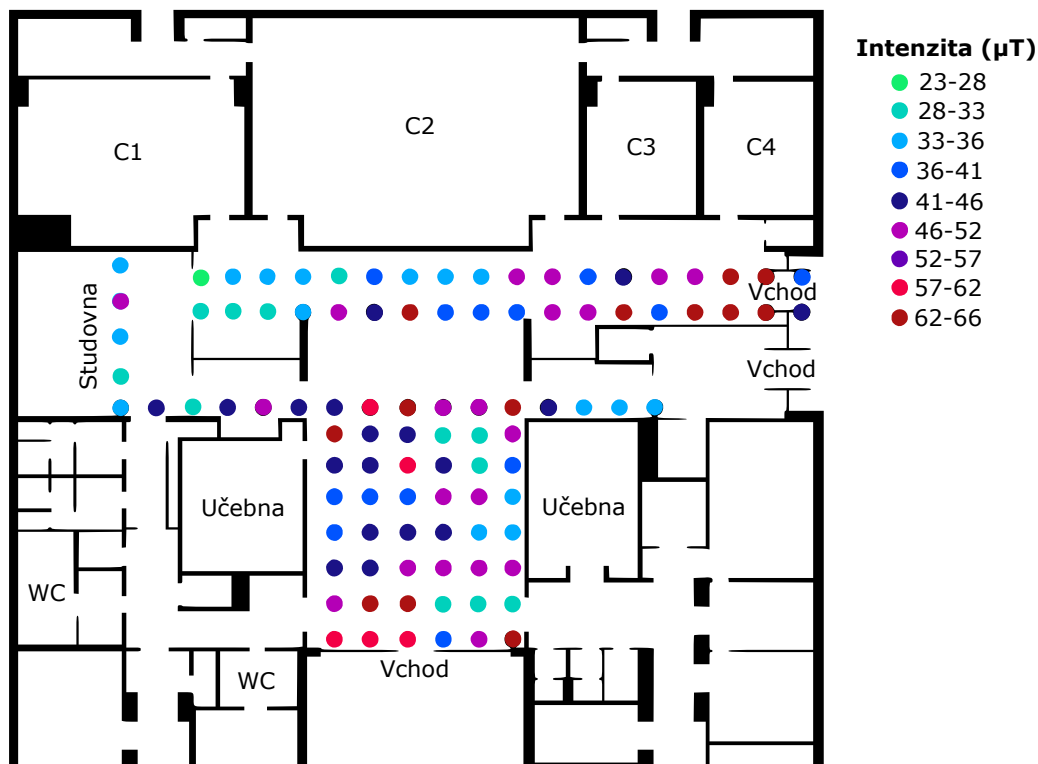 Intenzita (μT)
23-28
28-33
33-36
36-41
41-46
46-52
52-57
57-62
62-66
C1
C2
C3
C4
Studovna
Vchod
Vchod
Učebna
Učebna
WC
WC
Vchod